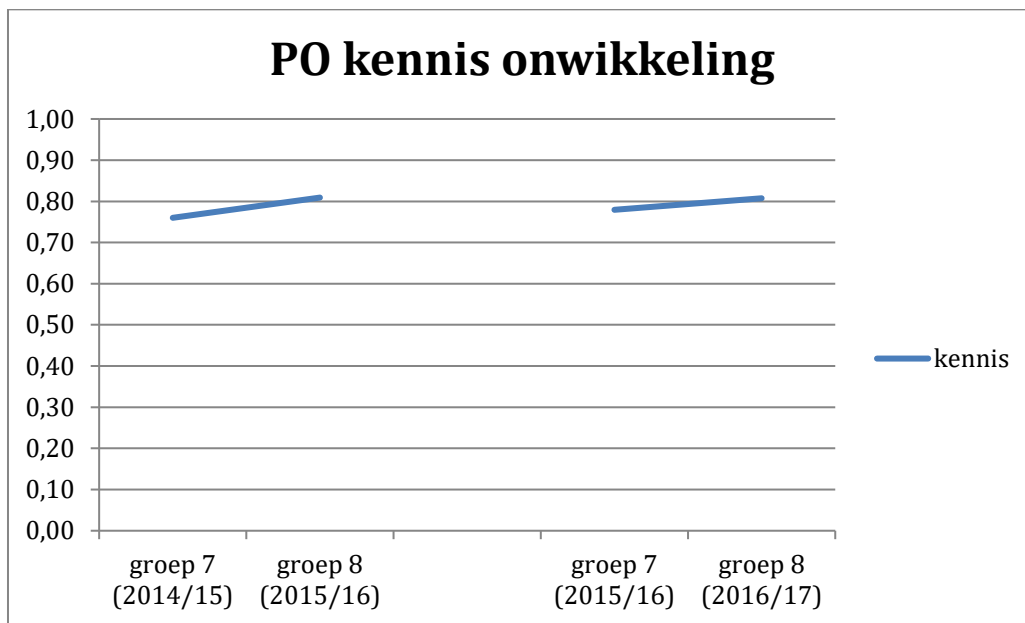 PO kennis onwikkeling
1,00
0,90
0,80
0,70
0,60
0,50
0,40
0,30
0,20
0,10
0,00
kennis
groep 7 groep 8 groep 7 groep 8
(2014/15) (2015/16) (2015/16) (2016/17)